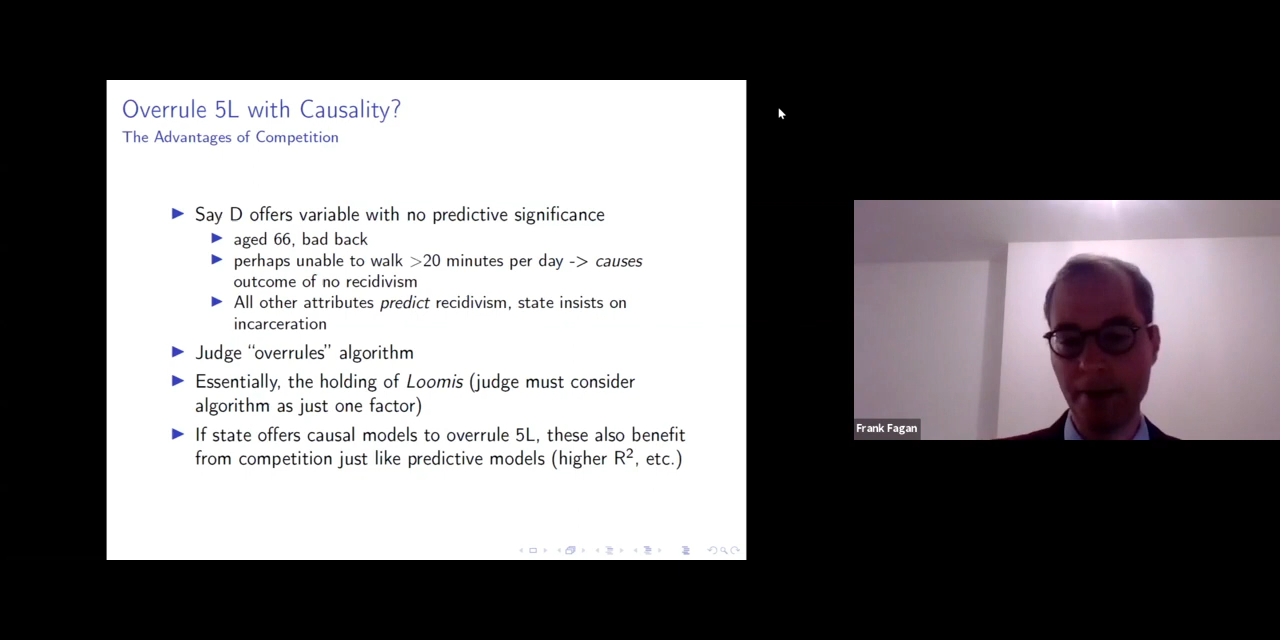 Overrule 5L with Causality?
The Advantages of Competition
Say D offers variable with no predictive significance
aged 66, bad back
perhaps unable to walk >20 minutes per day -> causes
outcome of no recidivism
All other attributes predict recidivism, state insists on
incarceration
Judge “overrules” algorithm
Essentially, the holding of Loomis (judge must consider
algorithm as just one factor)
If state offers causal models to overrule 5L, these also benefit
from competition just like predictive models (higher R², etc.)
Frank Fagan